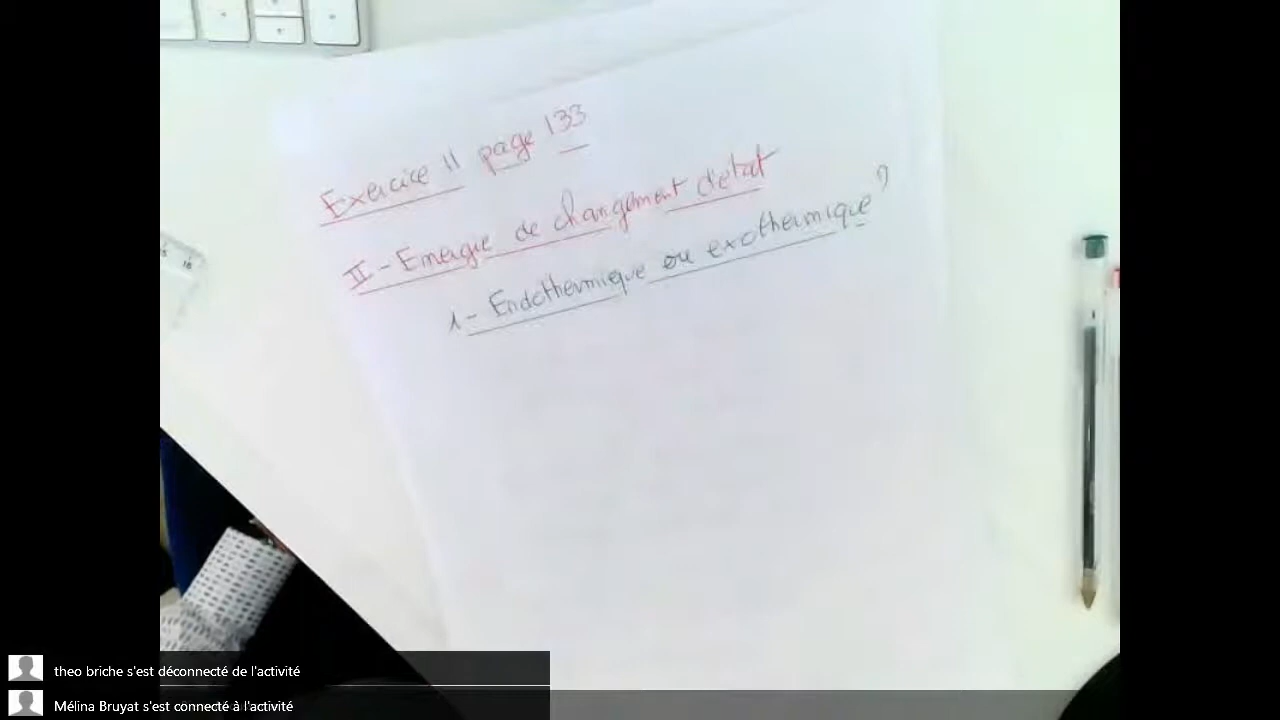 Exercice 11 page 133
II - Energie de changement d'état
1 - Endothermique ou exothermique ?
theo briche s'est déconnecté de l'activité
Mélina Bruyat s'est connecté à l'activité